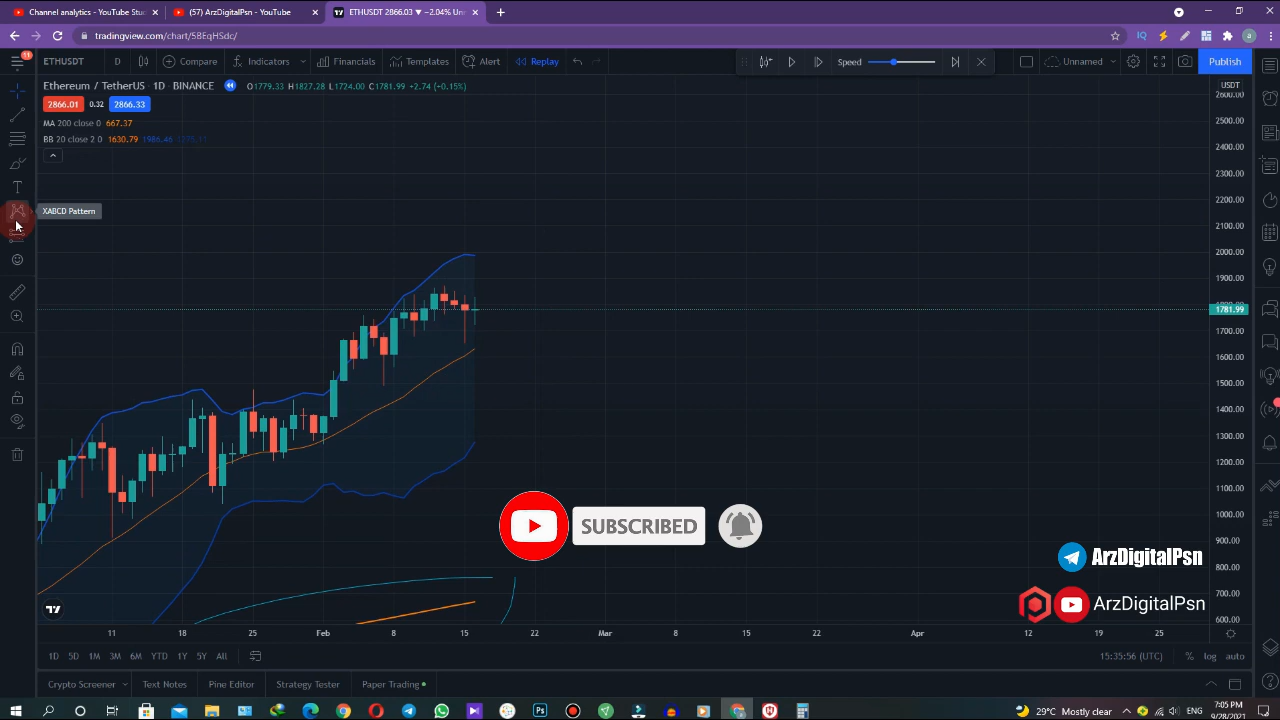 Channel analytics - YouTube Stu
(57) ArzDigitalPsn - YouTube
ETHUSDT 2866.03 ▼ −2.04% Unn
tradingview.com/chart/5BEqHSdc/
11
ETHUSDT
D
Compare
Indicators
Financials
Templates
Alert
Replay
Speed
Unnamed
Publish
Ethereum / TetherUS · 1D · BINANCE
O1779.33 H1827.28 L1724.00 C1781.99 +2.74 (+0.15%)
USDT
2866.01 0.32 2866.33
MA 200 close 0 667.37
BB 20 close 2 0 1630.79 1986.46 1275.11
XABCD Pattern
2600.00
2500.00
2400.00
2300.00
2200.00
2100.00
2000.00
1900.00
1781.99
1700.00
1600.00
1500.00
1400.00
1300.00
1200.00
1100.00
1000.00
900.00
800.00
700.00
600.00
SUBSCRIBED
ArzDigitalPsn
ArzDigitalPsn
11 18 25 Feb 8 15 22 Mar 8 15 22 Apr 12 19 25
1D 5D 1M 3M 6M YTD 1Y 5Y All
15:35:56 (UTC) % log auto
Crypto Screener
Text Notes
Pine Editor
Strategy Tester
Paper Trading
29°C Mostly clear
7:05 PM
9/28/2021